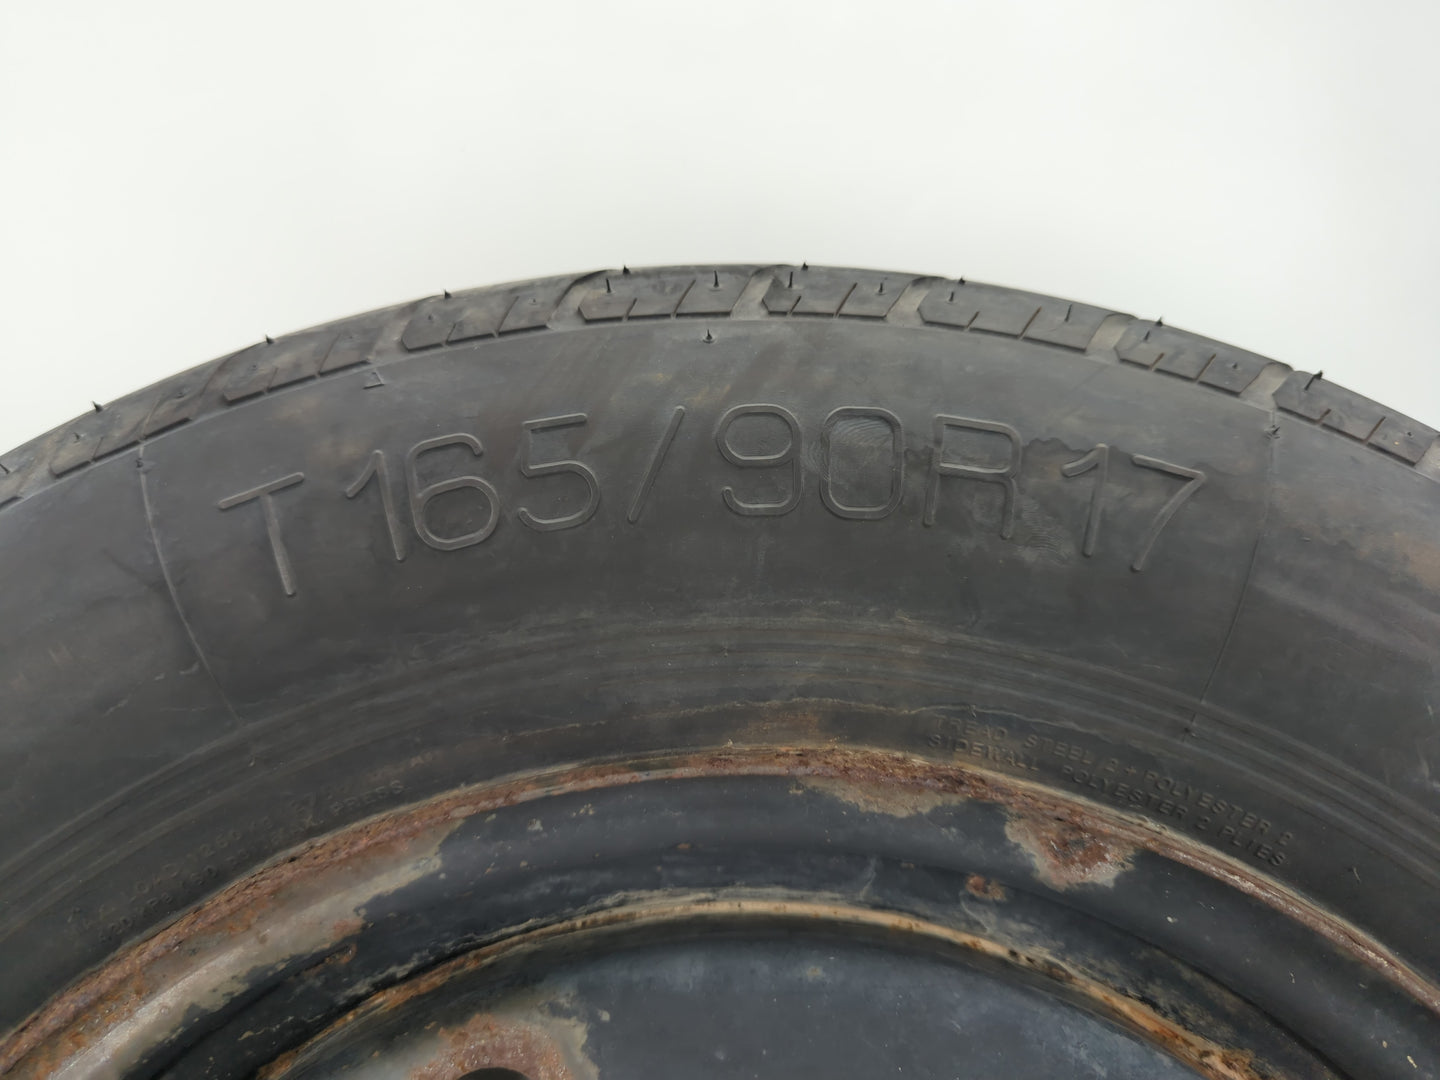 T165/90R17
TREAD STEEL 2 + POLYESTER 2
SIDEWALL POLYESTER 2 PLIES